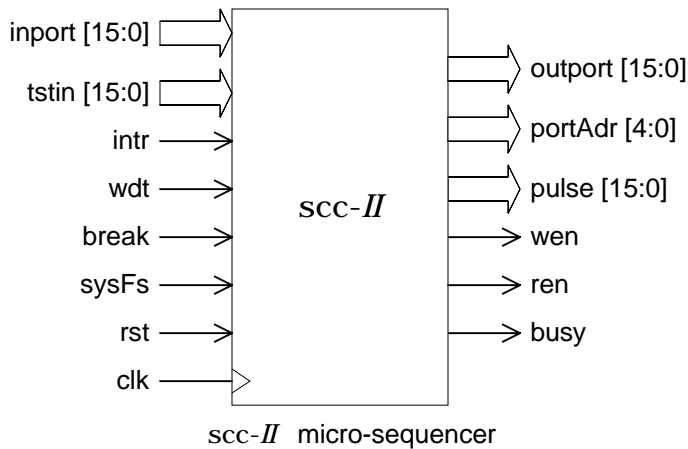 inport [15:0]
tstin [15:0]
intr
wdt
break
sysFs
rst
clk
scc-II
outport [15:0]
portAdr [4:0]
pulse [15:0]
wen
ren
busy
scc-II micro-sequencer